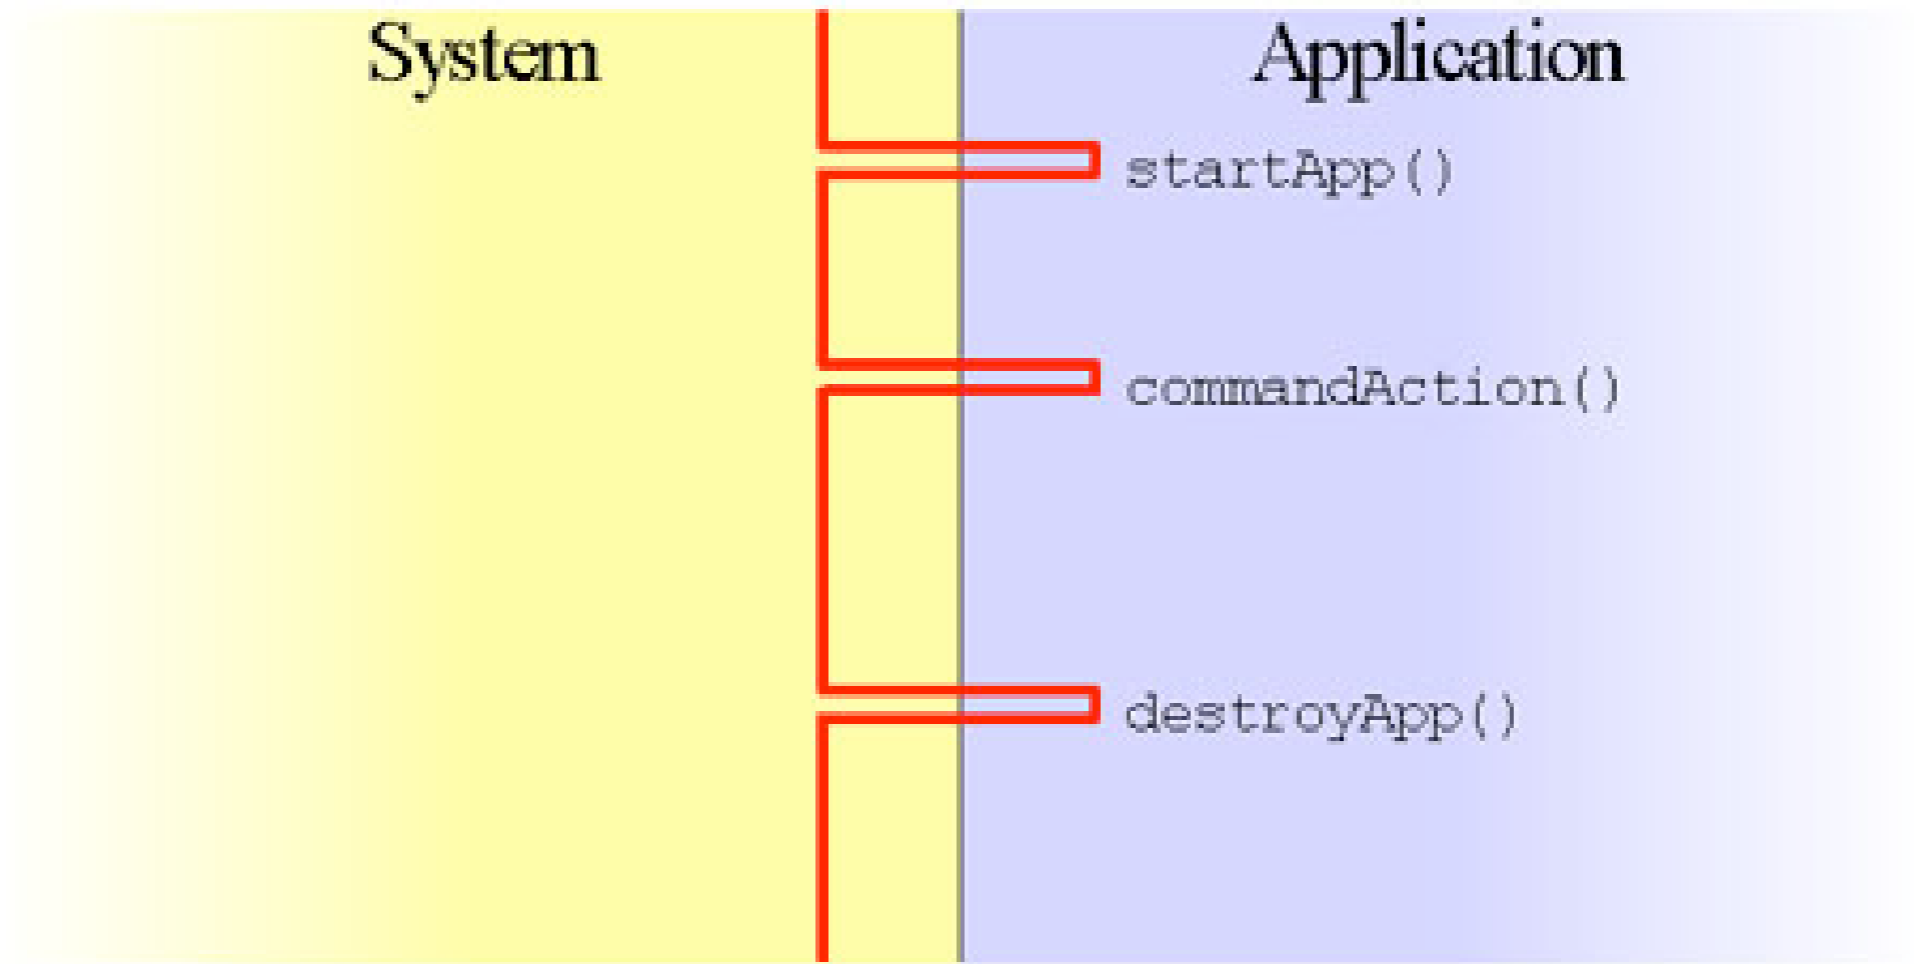 System
Application
startApp()
commandAction()
destroyApp()